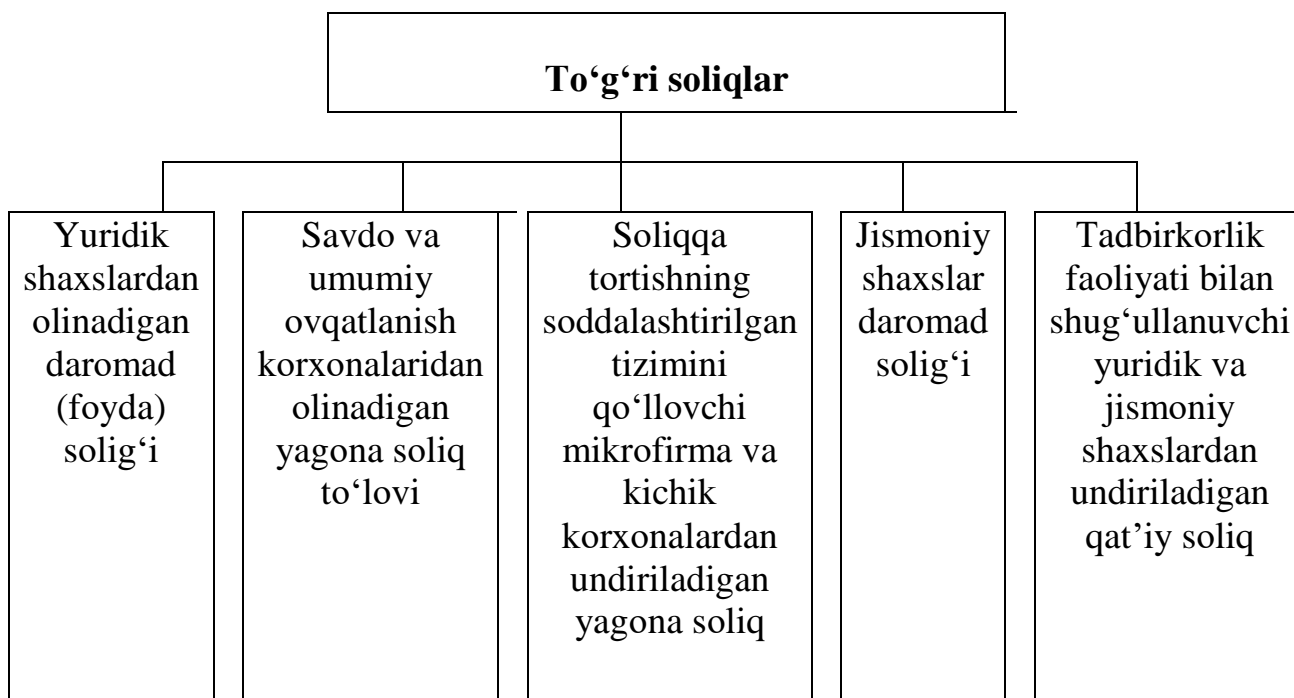 To‘g‘ri soliqlar
Yuridik
shaxslardan
olinadigan
daromad
(foyda)
solig‘i
Savdo va
umumiy
ovqatlanish
korxonalaridan
olinadigan
yagona soliq
to‘lovi
Soliqqa
tortishning
soddalashtirilgan
tizimini
qo‘llovchi
mikrofirma va
kichik
korxonalardan
undiriladigan
yagona soliq
Jismoniy
shaxslar
daromad
solig‘i
Tadbirkorlik
faoliyati bilan
shug‘ullanuvchi
yuridik va
jismoniy
shaxslardan
undiriladigan
qat’iy soliq